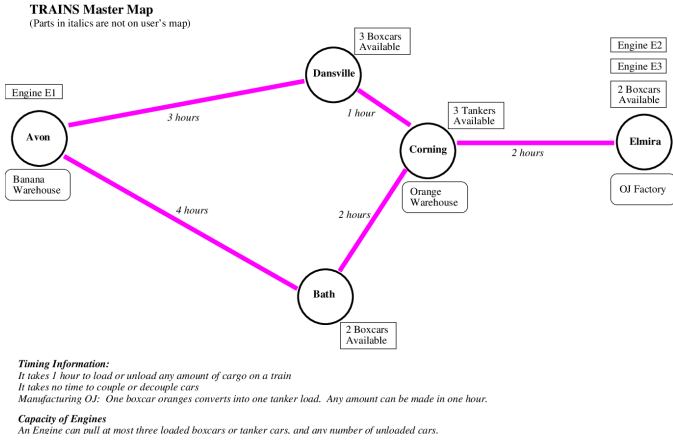 TRAINS Master Map
(Parts in italics are not on user's map)
3 Boxcars
Available
Dansville
Engine E2
Engine E3
2 Boxcars
Available
Engine E1
3 hours
1 hour
3 Tankers
Available
Avon
Corning
2 hours
Elmira
Banana
Warehouse
Orange
Warehouse
OJ Factory
4 hours
2 hours
Bath
2 Boxcars
Available
Timing Information:
It takes 1 hour to load or unload any amount of cargo on a train
It takes no time to couple or decouple cars
Manufacturing OJ: One boxcar oranges converts into one tanker load. Any amount can be made in one hour.
Capacity of Engines
An Engine can pull at most three loaded boxcars or tanker cars, and any number of unloaded cars.